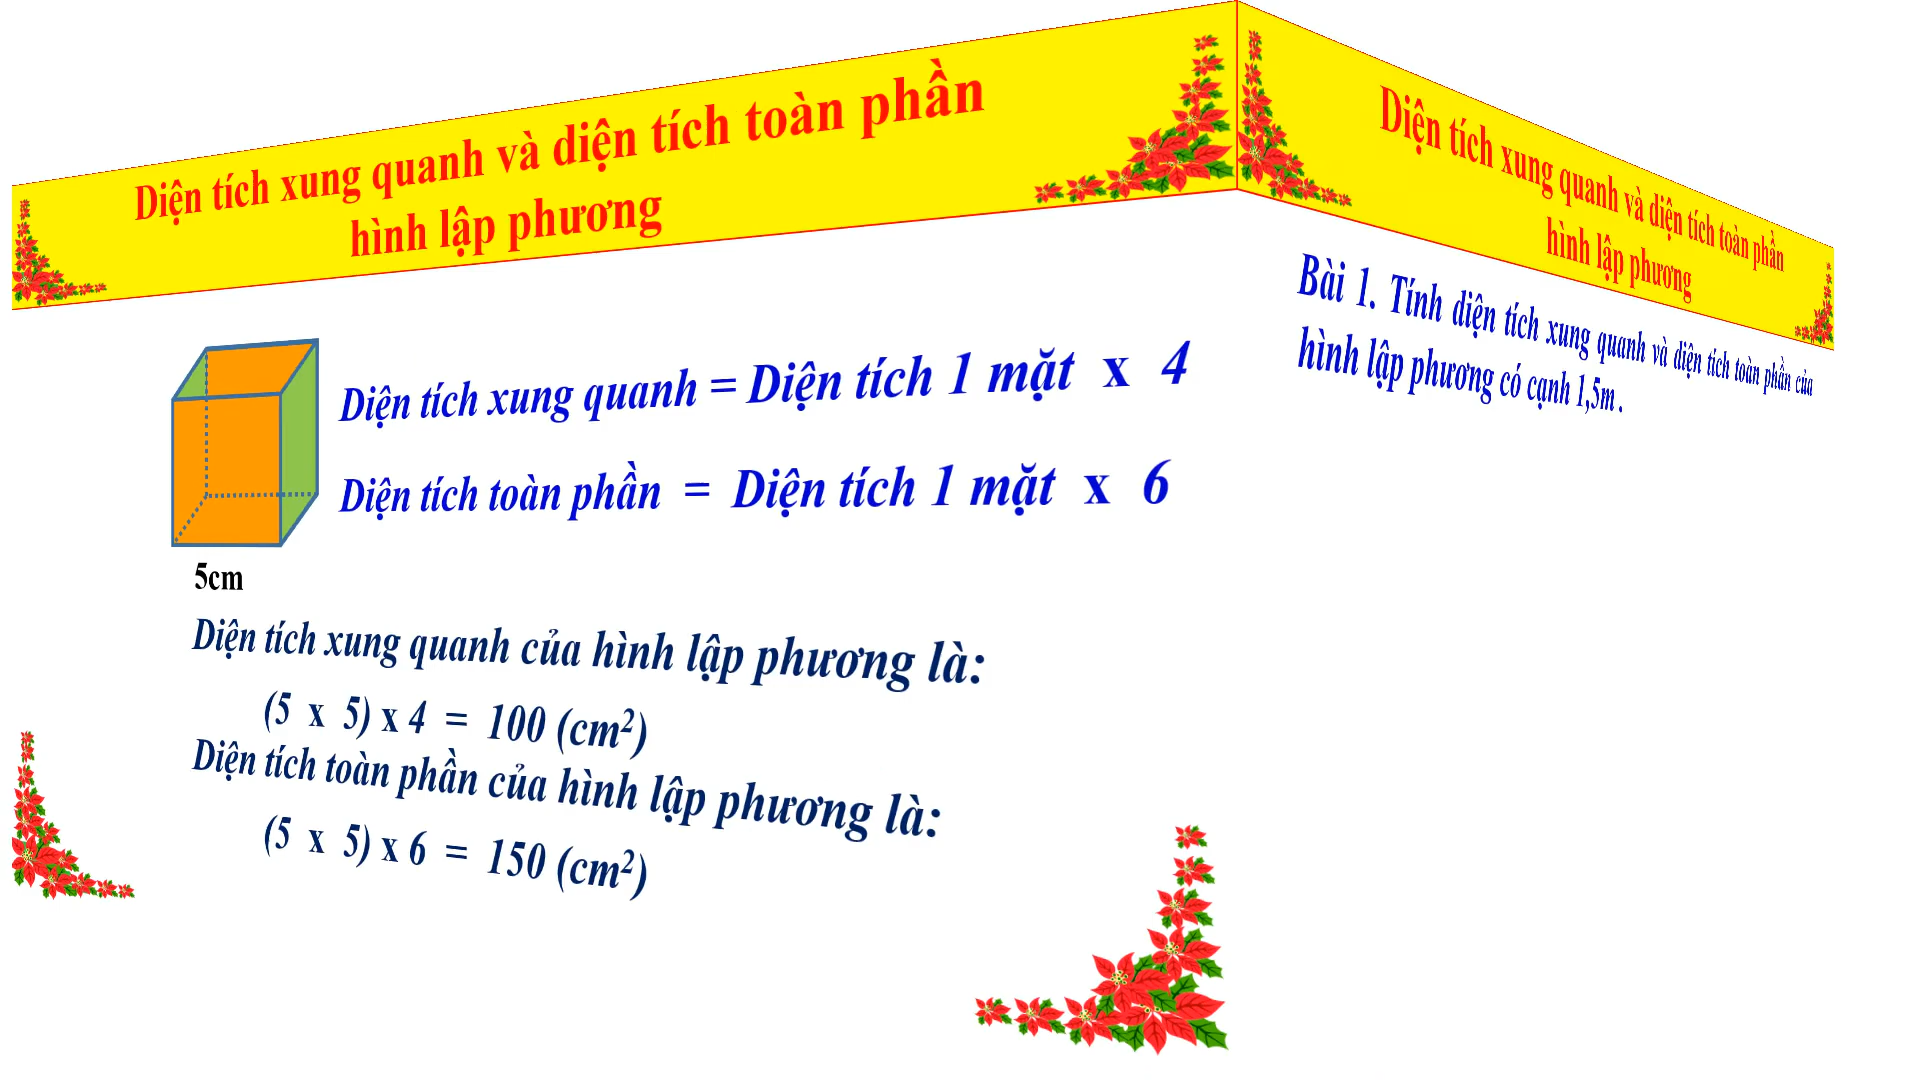 Diện tích xung quanh và diện tích toàn phần
hình lập phương
Diện tích xung quanh = Diện tích 1 mặt x 4
Diện tích toàn phần = Diện tích 1 mặt x 6
5cm
Diện tích xung quanh của hình lập phương là:
(5 x 5) x 4 = 100 (cm²)
Diện tích toàn phần của hình lập phương là:
(5 x 5) x 6 = 150 (cm²)
Diện tích xung quanh và diện tích toàn phần
hình lập phương
Bài 1. Tính diện tích xung quanh và diện tích toàn phần của
hình lập phương có cạnh 1,5m .